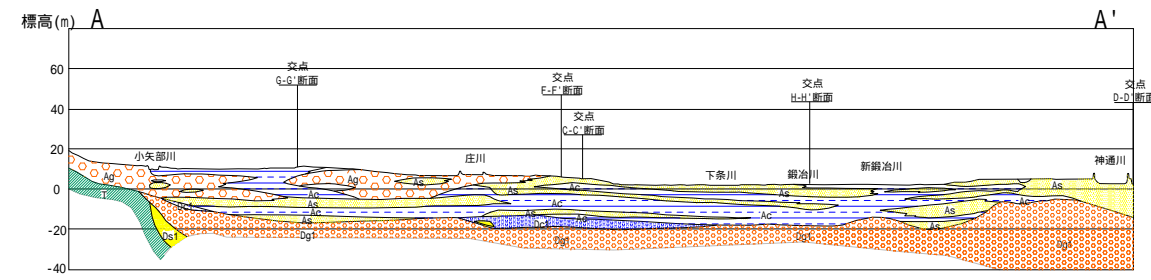 標高(m) A A'
60
40
20
0
-20
-40
交点
G-G'断面
交点
F-F'断面
交点
C-C'断面
交点
H-H'断面
交点
D-D'断面
小矢部川
庄川
下条川
鍛冶川
新鍛冶川
神通川
Ag
T
Ds1
Ag
As
Ac
As
Ac
As
Dg1
As
Ac
Ac
As
Ac
Dc1
Dg1
As
Ac
Dg1
As
As
As
Dg1